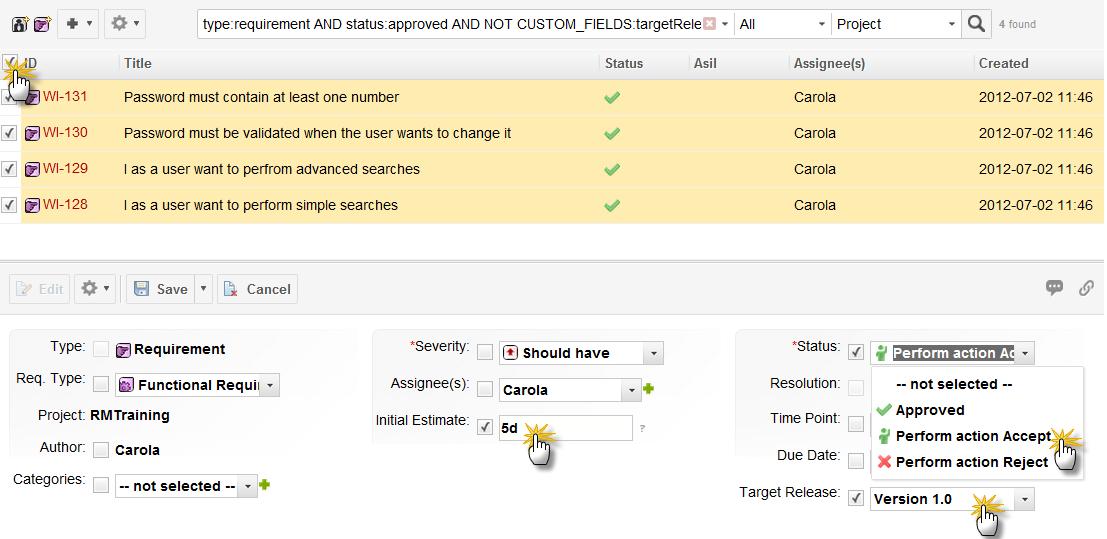 type:requirement AND status:approved AND NOT CUSTOM_FIELDS:targetRele All Project 4 found
ID Title Status Asil Assignee(s) Created
WI-131 Password must contain at least one number Carola 2012-07-02 11:46
WI-130 Password must be validated when the user wants to change it Carola 2012-07-02 11:46
WI-129 I as a user want to perfrom advanced searches Carola 2012-07-02 11:46
WI-128 I as a user want to perform simple searches Carola 2012-07-02 11:46
Edit Save Cancel
Type: Requirement
Req. Type: Functional Requir
Project: RMTraining
Author: Carola
Categories: -- not selected --
*Severity: Should have
Assignee(s): Carola
Initial Estimate: 5d ?
*Status: Perform action Ac
-- not selected --
Approved
Perform action Accept
Perform action Reject
Resolution:
Time Point:
Due Date:
Target Release: Version 1.0